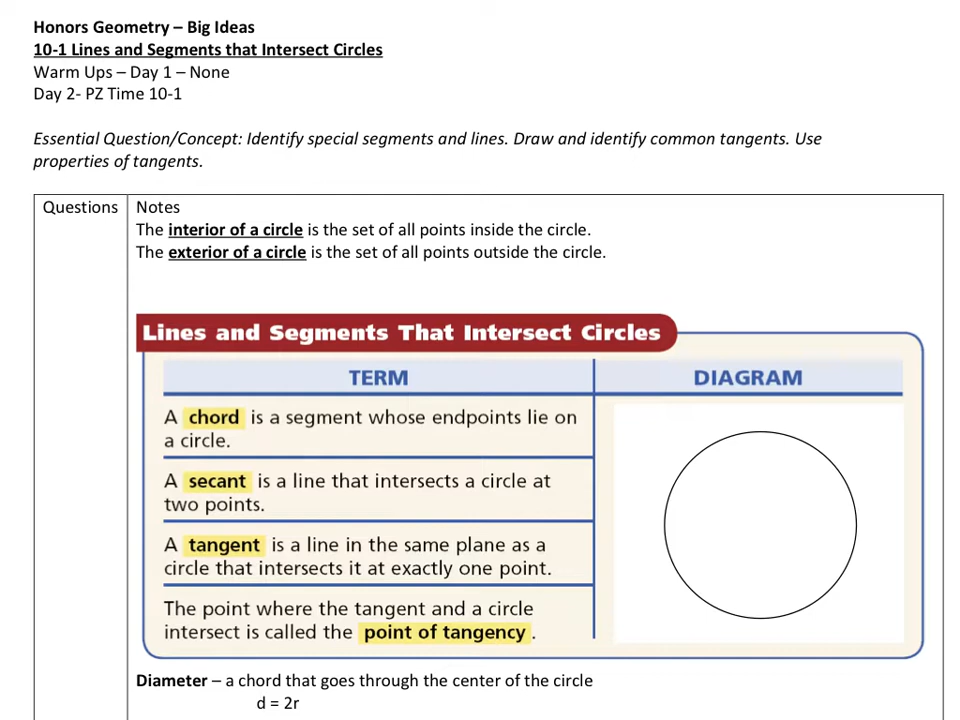 Honors Geometry – Big Ideas
10-1 Lines and Segments that Intersect Circles
Warm Ups – Day 1 – None
Day 2- PZ Time 10-1
Essential Question/Concept: Identify special segments and lines. Draw and identify common tangents. Use
properties of tangents.
Questions
Notes
The interior of a circle is the set of all points inside the circle.
The exterior of a circle is the set of all points outside the circle.
Lines and Segments That Intersect Circles
TERM
DIAGRAM
A chord is a segment whose endpoints lie on
a circle.
A secant is a line that intersects a circle at
two points.
A tangent is a line in the same plane as a
circle that intersects it at exactly one point.
The point where the tangent and a circle
intersect is called the point of tangency.
Diameter – a chord that goes through the center of the circle
d = 2r